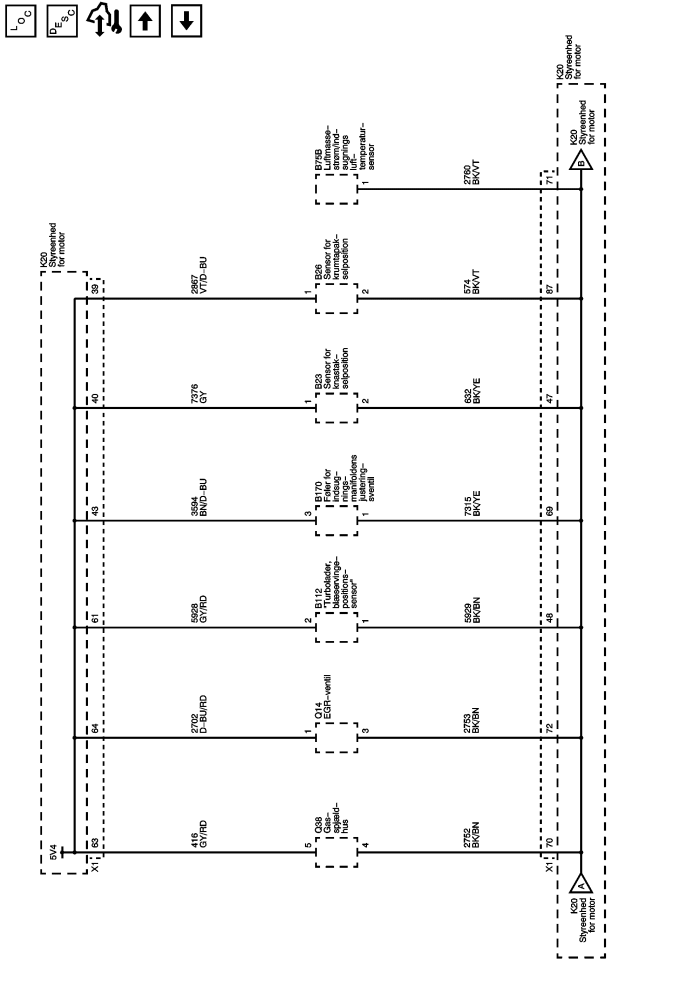 LOC
DESC
K20
Styreenhed
for motor
5V4
X1
63
64
61
43
40
39
416
GY/RD
2702
D–BU/RD
5928
GY/RD
3594
BN/D–BU
7376
GY
2867
VT/D–BU
5
Q38
Gas–
spjæld–
hus
4
1
Q14
EGR–ventil
3
2
B112
"Turbolader,
blæservinge–
positions–
sensor"
1
3
B170
Føler for
indsug–
nings–
manifoldens
justering–
sventil
1
1
B23
Sensor for
knastak–
selposition
2
1
B26
Sensor for
krumtapak–
selposition
2
B75B
Luftmasse–
strøm/ind–
sugnings
luft–
temperatur–
sensor
1
2752
BK/BN
2753
BK/BN
5929
BK/BN
7315
BK/YE
632
BK/YE
574
BK/VT
2760
BK/VT
X1
70
72
48
69
47
87
71
K20
Styreenhed
for motor
A
B
K20
Styreenhed
for motor
K20
Styreenhed
for motor